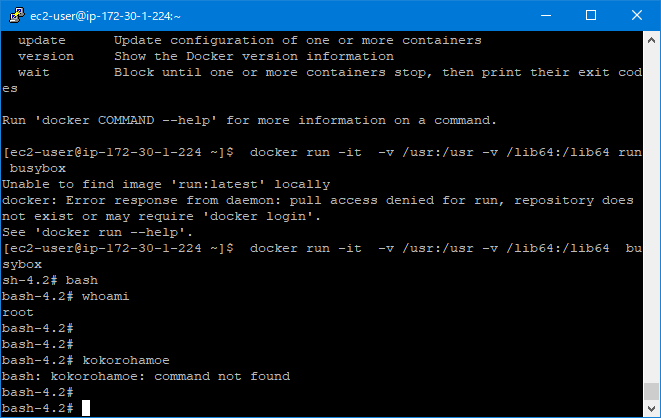 ec2-user@ip-172-30-1-224:~
  update      Update configuration of one or more containers
  version     Show the Docker version information
  wait        Block until one or more containers stop, then print their exit cod
es
Run 'docker COMMAND --help' for more information on a command.
[ec2-user@ip-172-30-1-224 ~]$  docker run -it  -v /usr:/usr -v /lib64:/lib64 run
 busybox
Unable to find image 'run:latest' locally
docker: Error response from daemon: pull access denied for run, repository does
not exist or may require 'docker login'.
See 'docker run --help'.
[ec2-user@ip-172-30-1-224 ~]$  docker run -it  -v /usr:/usr -v /lib64:/lib64  bu
sybox
sh-4.2# bash
bash-4.2# whoami
root
bash-4.2#
bash-4.2#
bash-4.2# kokorohamoe
bash: kokorohamoe: command not found
bash-4.2#
bash-4.2#